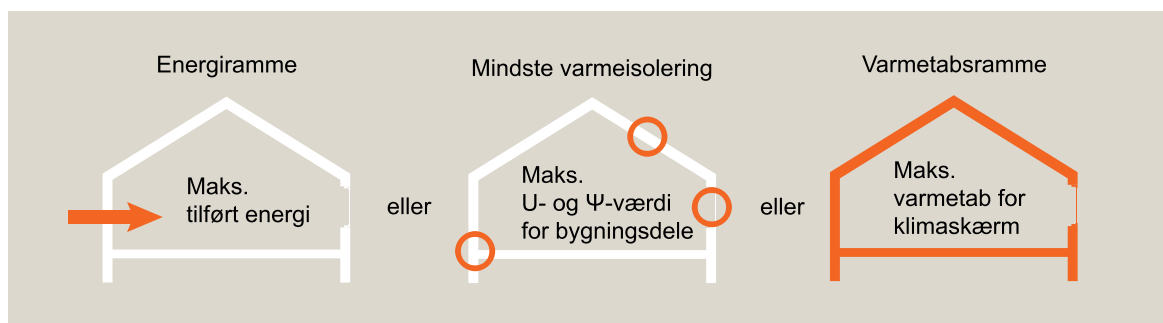 Energiramme
Maks.
tilført energi
eller
Mindste varmeisolering
Maks.
U- og Ψ-værdi
for bygningsdele
eller
Varmetabsramme
Maks.
varmetab for
klimaskærm